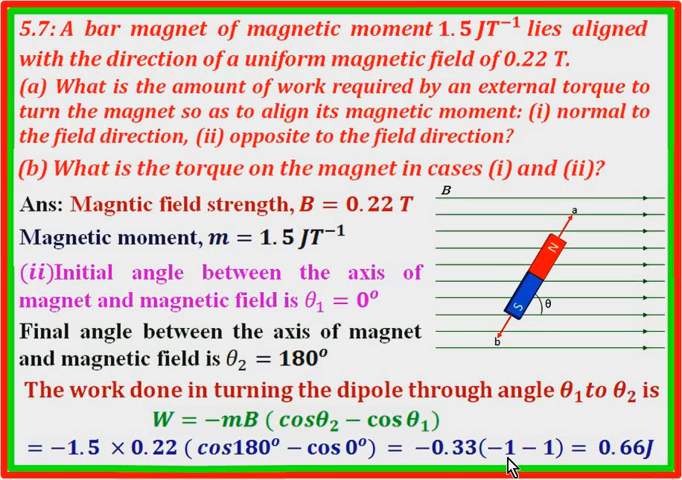 5.7: A bar magnet of magnetic moment 1.5 JT⁻¹ lies aligned
with the direction of a uniform magnetic field of 0.22 T.
(a) What is the amount of work required by an external torque to
turn the magnet so as to align its magnetic moment: (i) normal to
the field direction, (ii) opposite to the field direction?
(b) What is the torque on the magnet in cases (i) and (ii)?
Ans: Magntic field strength, B = 0.22 T
Magnetic moment, m = 1.5 JT⁻¹
(ii)Initial angle between the axis of
magnet and magnetic field is θ₁ = 0°
Final angle between the axis of magnet
and magnetic field is θ₂ = 180°
B
a
N
S
θ
b
The work done in turning the dipole through angle θ₁ to θ₂ is
W = −mB ( cosθ₂ − cos θ₁)
= −1.5 × 0.22 ( cos180° − cos 0°) = −0.33(−1 − 1) = 0.66J